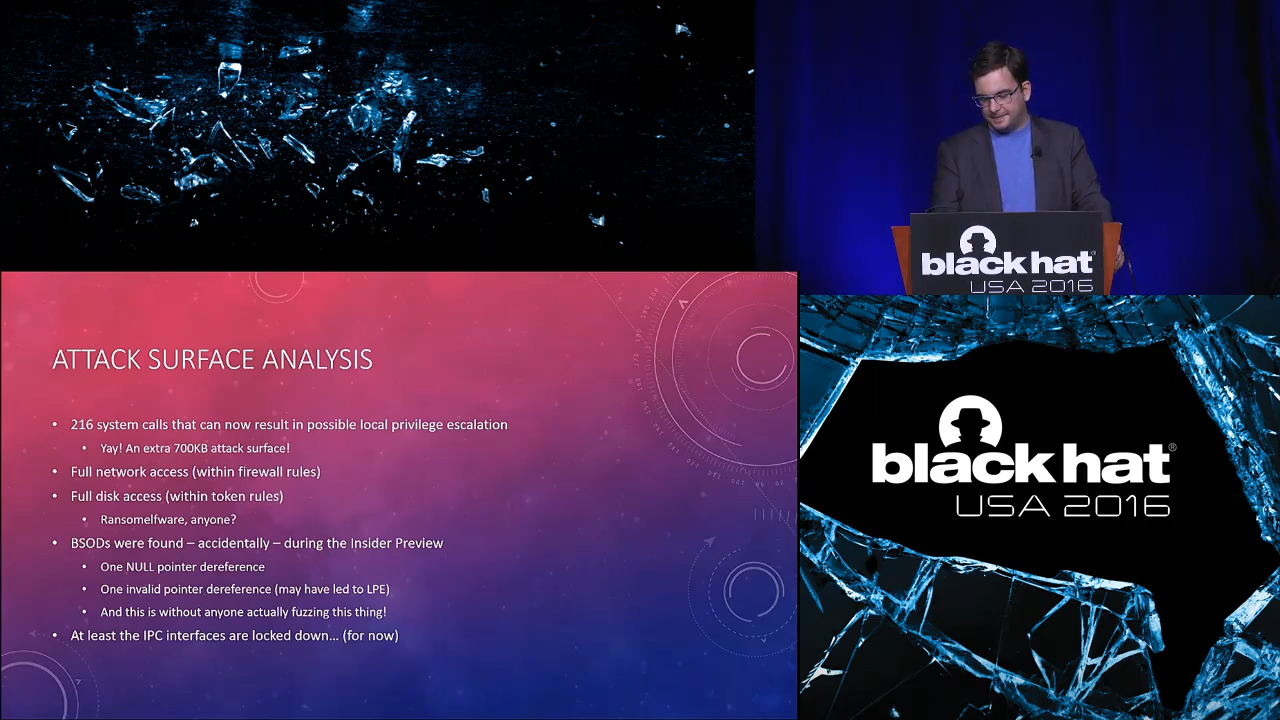 black hat
USA 2016
ATTACK SURFACE ANALYSIS
• 216 system calls that can now result in possible local privilege escalation
• Yay! An extra 700KB attack surface!
• Full network access (within firewall rules)
• Full disk access (within token rules)
• Ransomelfware, anyone?
• BSODs were found – accidentally – during the Insider Preview
• One NULL pointer dereference
• One invalid pointer dereference (may have led to LPE)
• And this is without anyone actually fuzzing this thing!
• At least the IPC interfaces are locked down... (for now)
black hat®
USA 2016